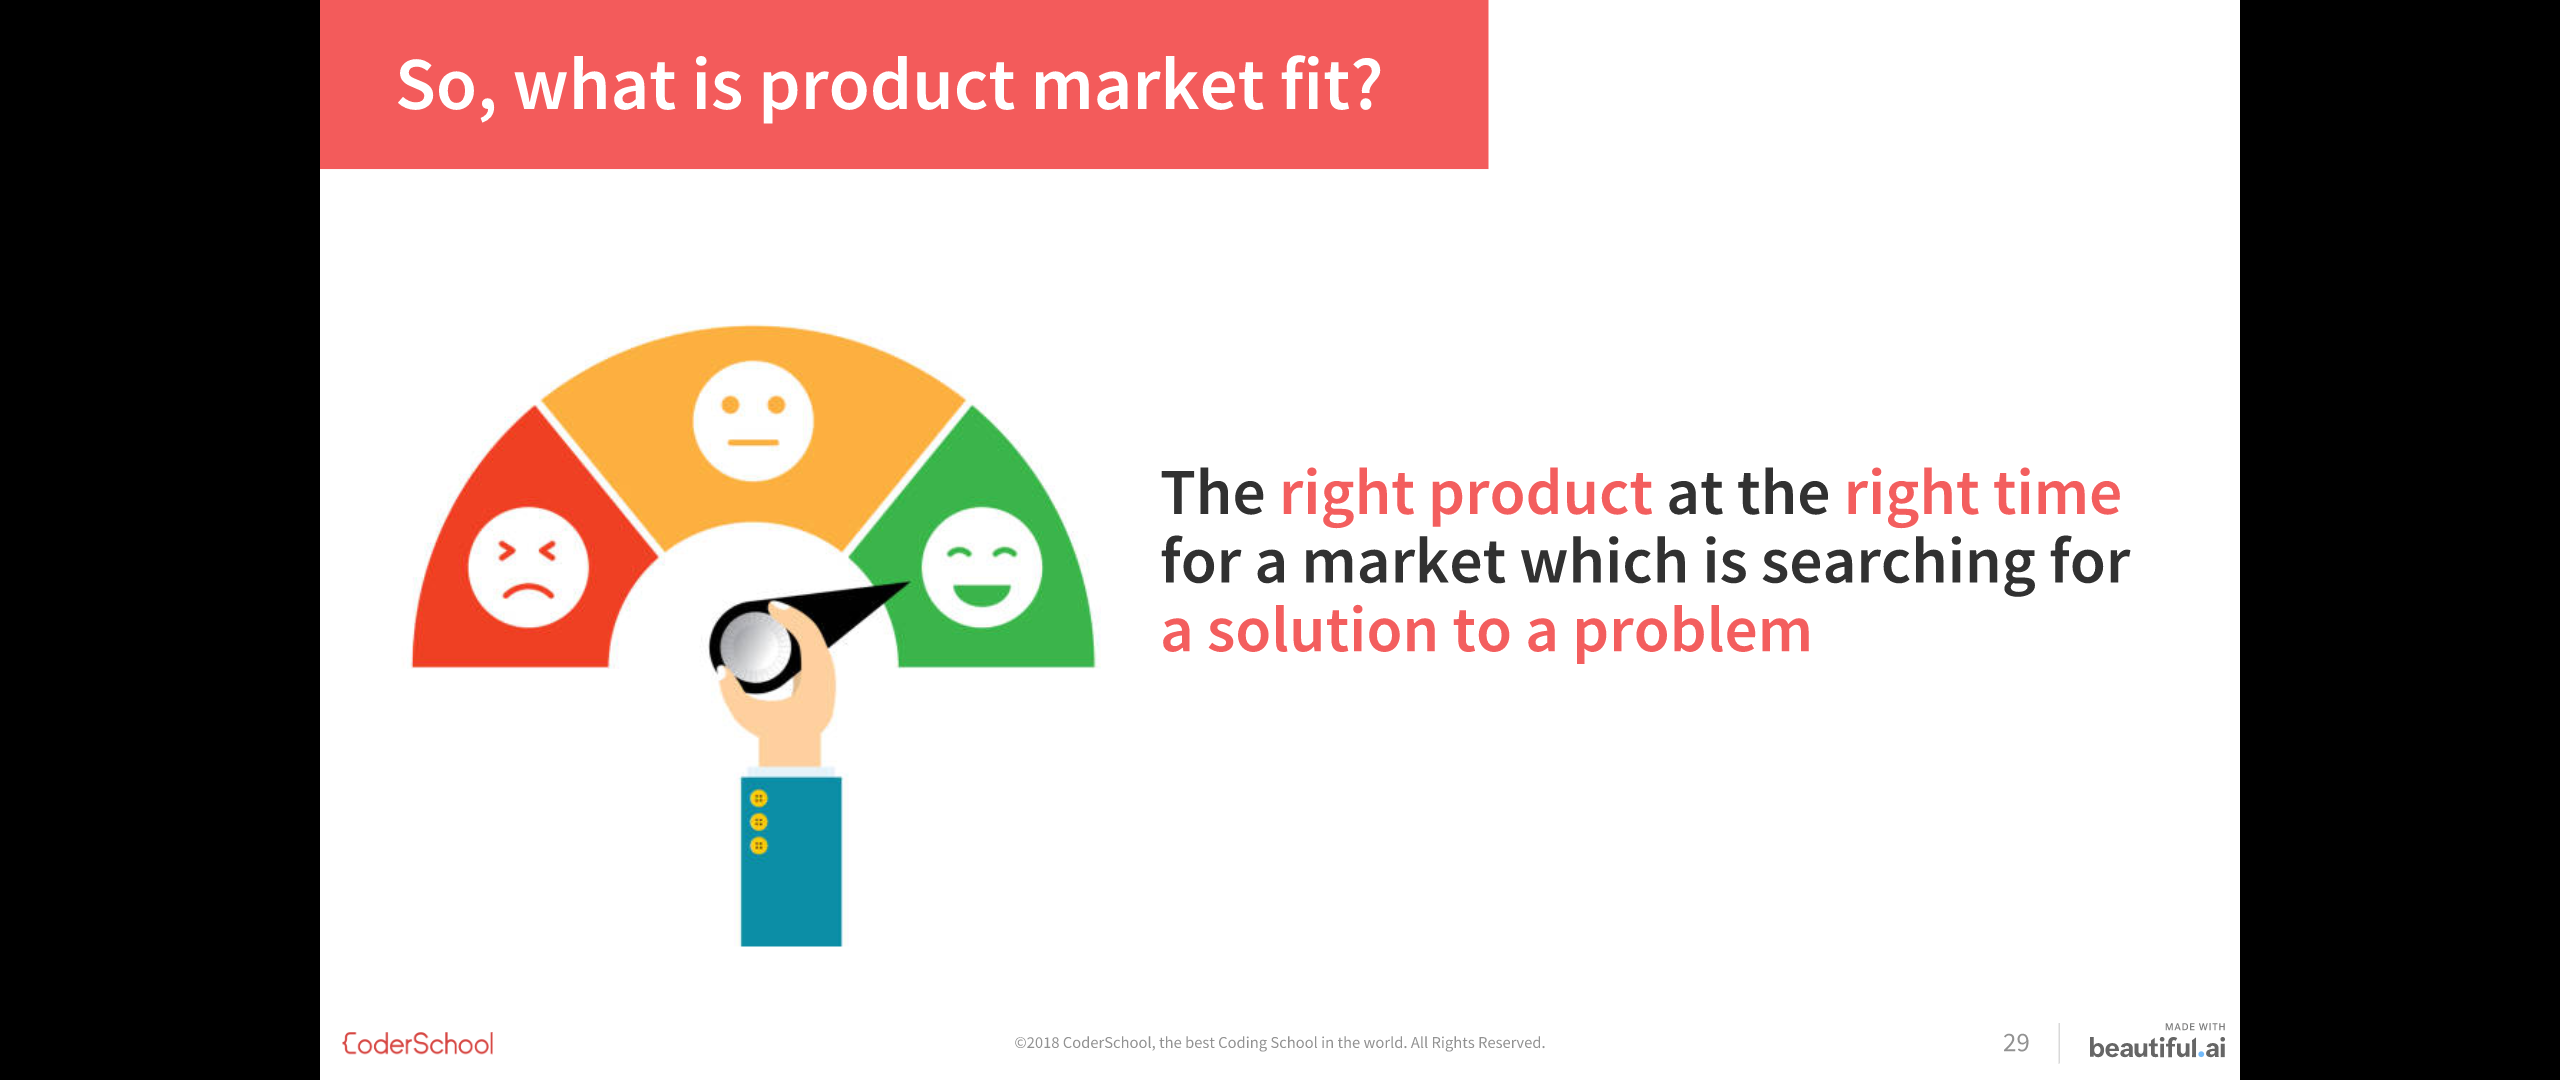 So, what is product market fit?
The right product at the right time
for a market which is searching for
a solution to a problem
CoderSchool
©2018 CoderSchool, the best Coding School in the world. All Rights Reserved.
29
MADE WITH
beautiful.ai